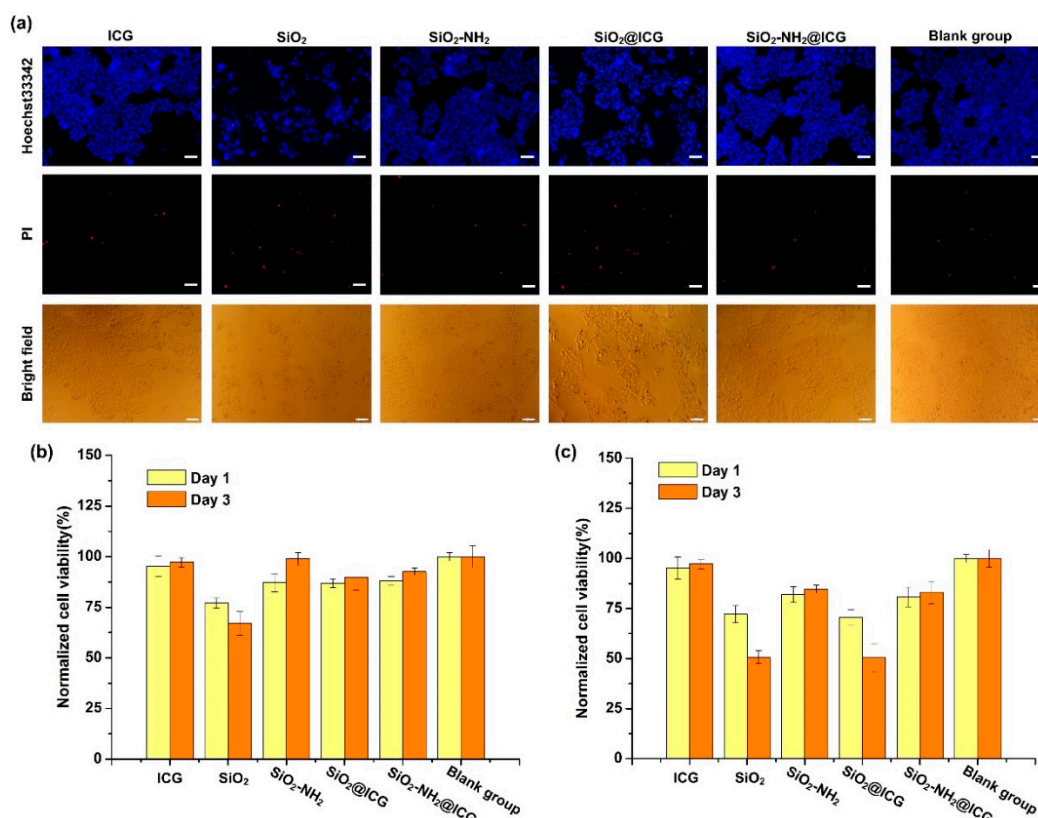 (a)
ICG SiO₂ SiO₂-NH₂ SiO₂@ICG SiO₂-NH₂@ICG Blank group
Hoechst33342
PI
Bright field
(b)
150
125
100
75
50
25
0
Normalized cell viability(%)
Day 1
Day 3
ICG SiO₂ SiO₂-NH₂ SiO₂@ICG SiO₂-NH₂@ICG Blank group
(c)
150
125
100
75
50
25
0
Normalized cell viability(%)
Day 1
Day 3
ICG SiO₂ SiO₂-NH₂ SiO₂@ICG SiO₂-NH₂@ICG Blank group